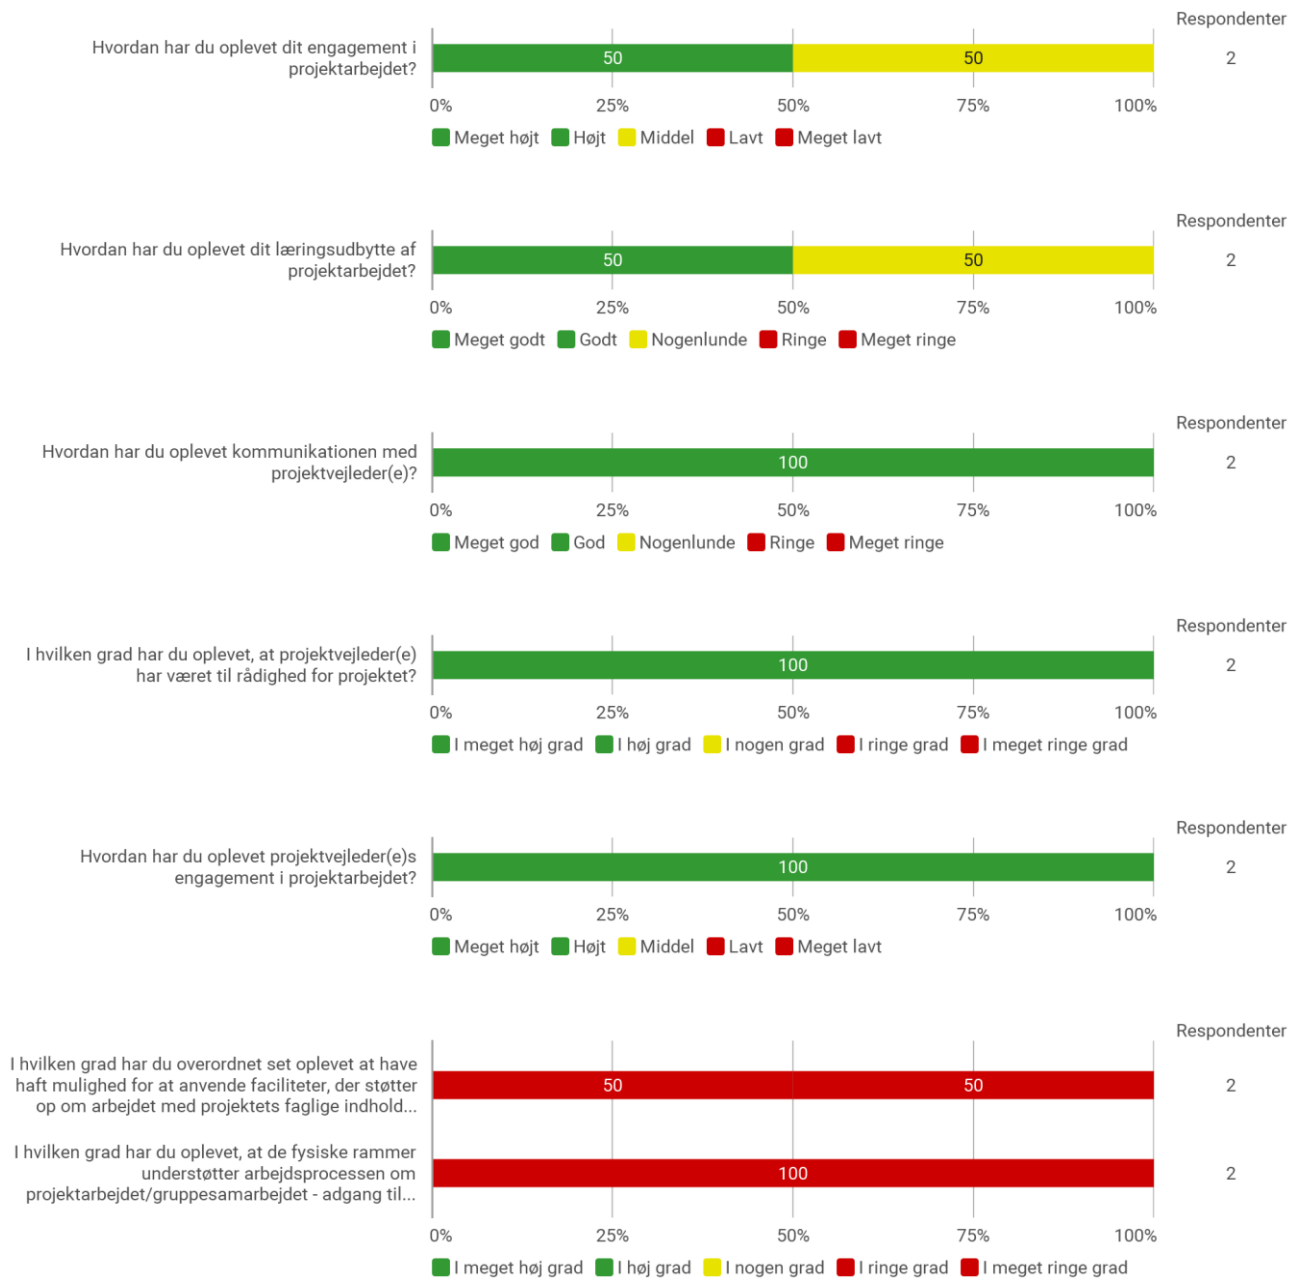 Respondenter
Hvordan har du oplevet dit engagement i
projektarbejdet?
50 50
2
0% 25% 50% 75% 100%
Meget højt Højt Middel Lavt Meget lavt
Respondenter
Hvordan har du oplevet dit læringsudbytte af
projektarbejdet?
50 50
2
0% 25% 50% 75% 100%
Meget godt Godt Nogenlunde Ringe Meget ringe
Respondenter
Hvordan har du oplevet kommunikationen med
projektvejleder(e)?
100
2
0% 25% 50% 75% 100%
Meget god God Nogenlunde Ringe Meget ringe
Respondenter
I hvilken grad har du oplevet, at projektvejleder(e)
har været til rådighed for projektet?
100
2
0% 25% 50% 75% 100%
I meget høj grad I høj grad I nogen grad I ringe grad I meget ringe grad
Respondenter
Hvordan har du oplevet projektvejleder(e)s
engagement i projektarbejdet?
100
2
0% 25% 50% 75% 100%
Meget højt Højt Middel Lavt Meget lavt
Respondenter
I hvilken grad har du overordnet set oplevet at have
haft mulighed for at anvende faciliteter, der støtter
op om arbejdet med projektets faglige indhold...
50 50
2
I hvilken grad har du oplevet, at de fysiske rammer
understøtter arbejdsprocessen om
projektarbejdet/gruppesamarbejdet - adgang til...
100
2
0% 25% 50% 75% 100%
I meget høj grad I høj grad I nogen grad I ringe grad I meget ringe grad